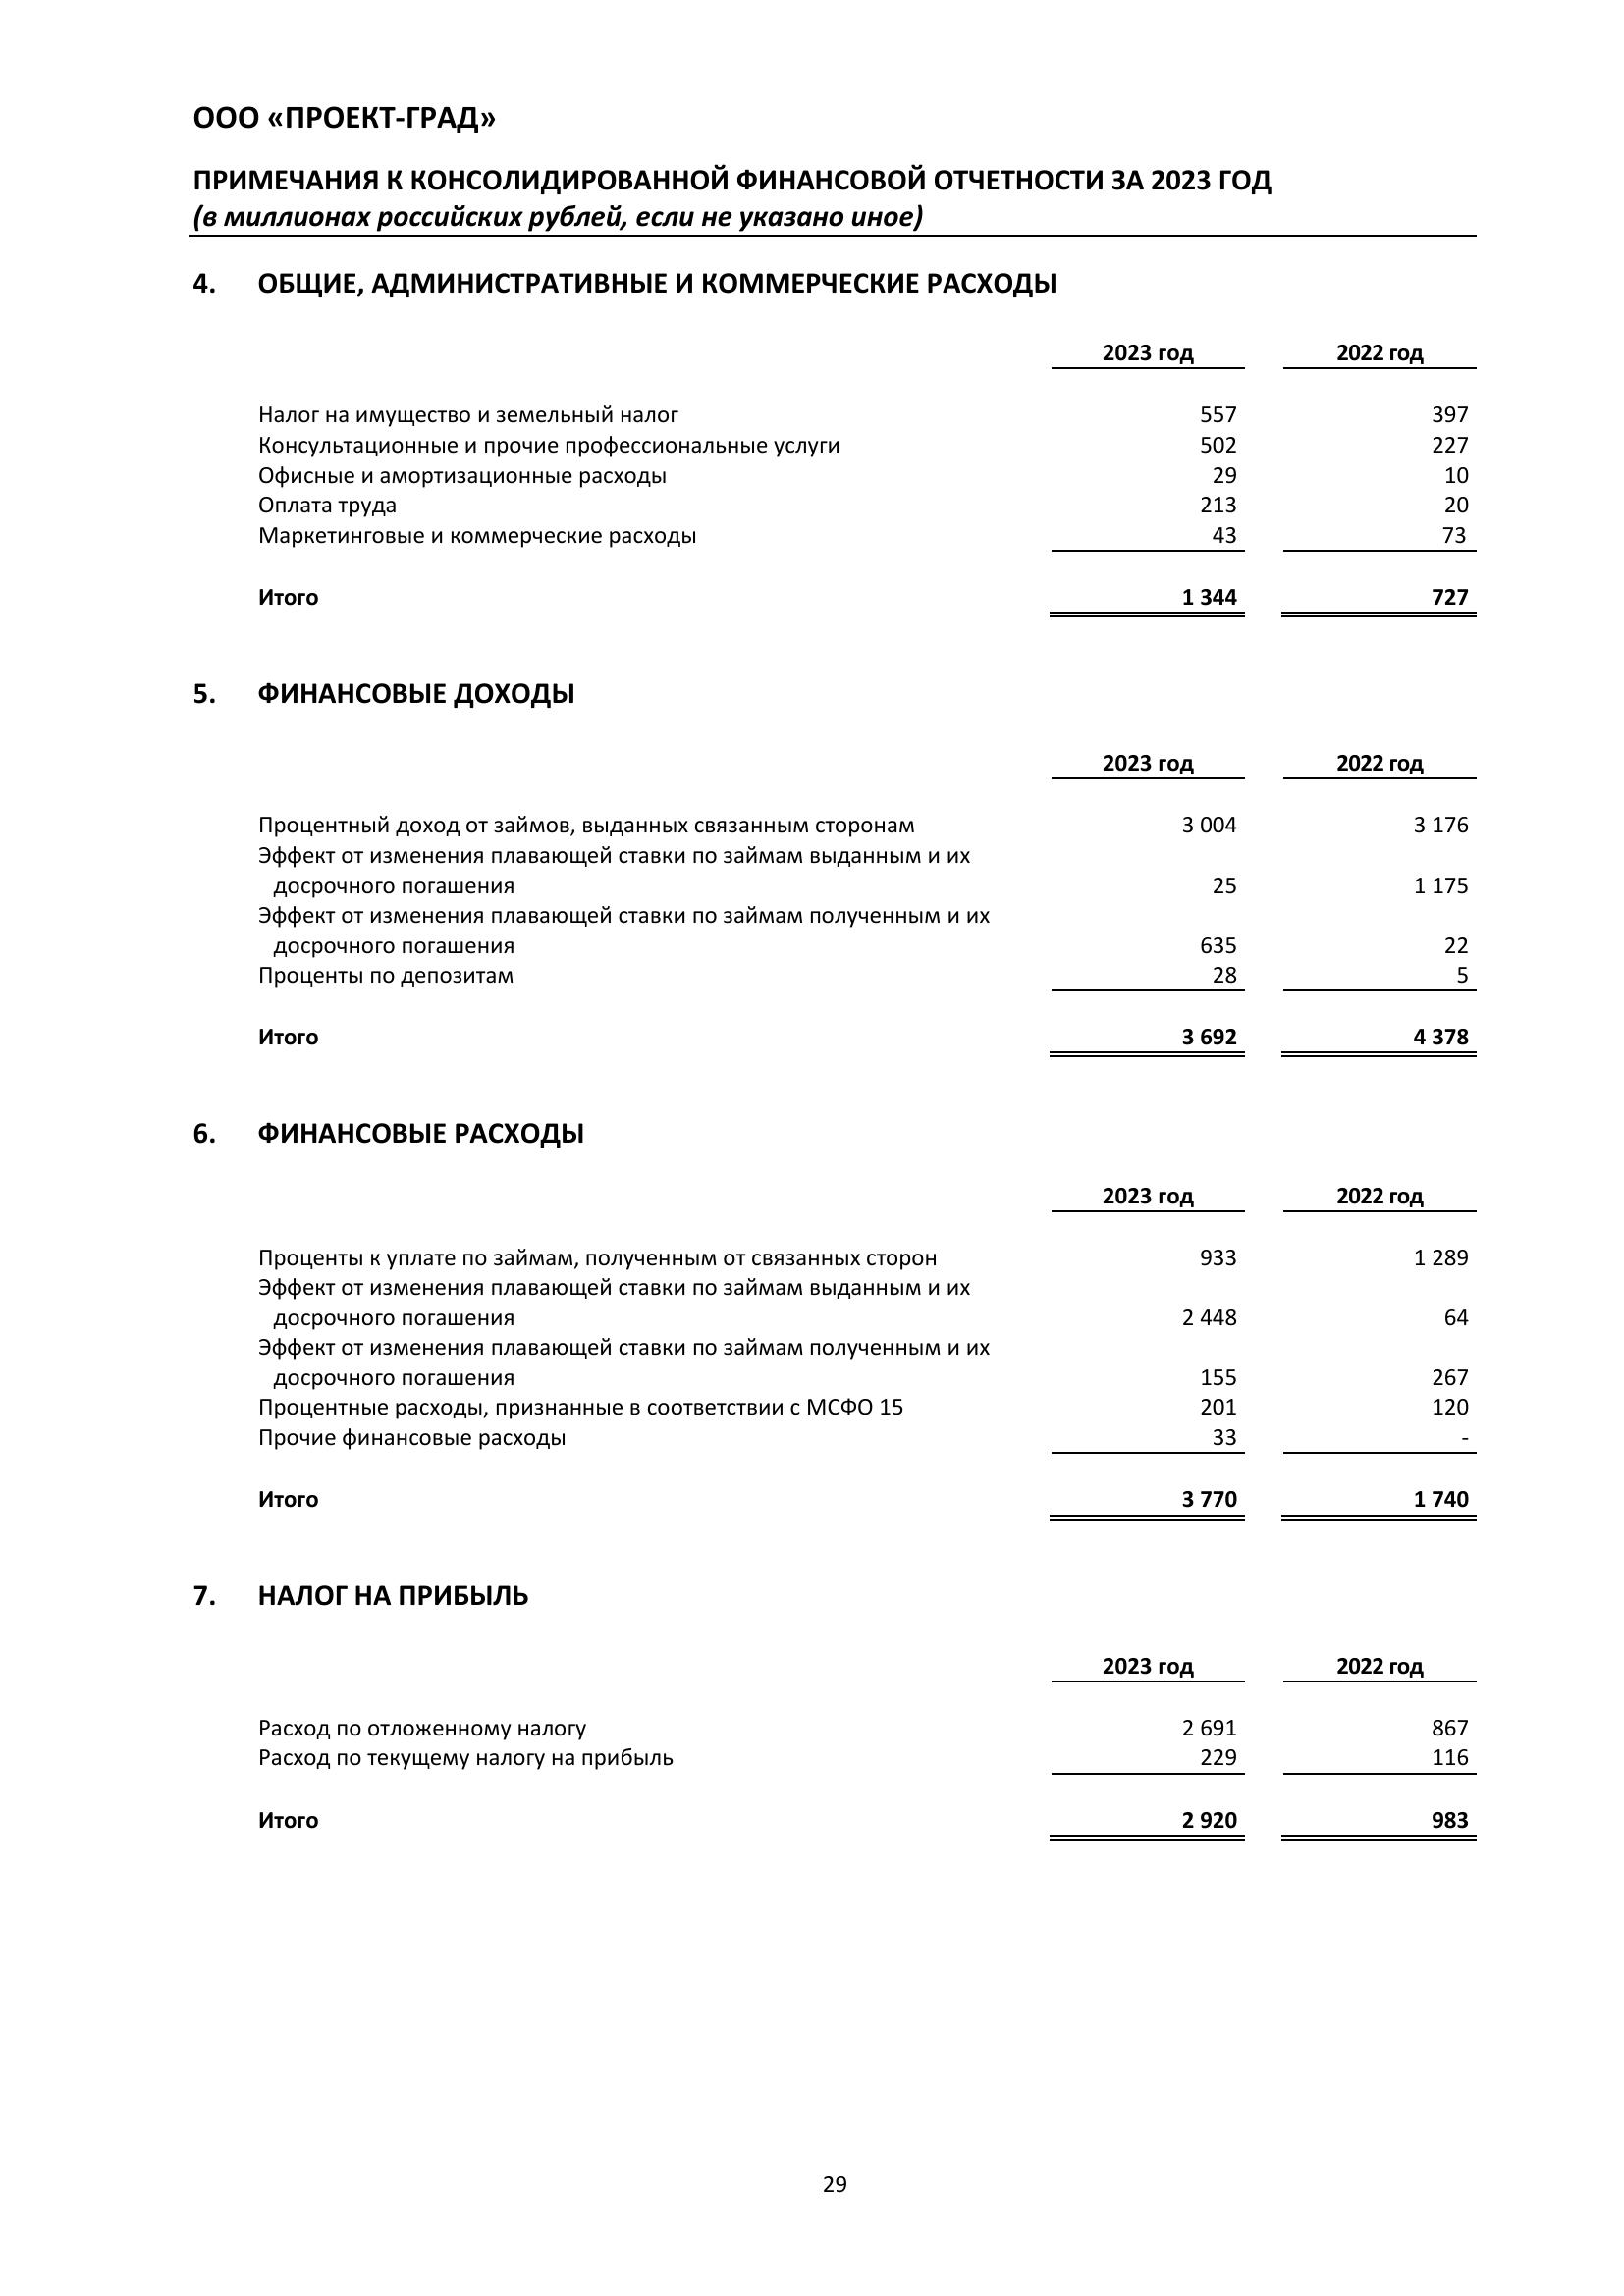 ООО «ПРОЕКТ-ГРАД»
ПРИМЕЧАНИЯ К КОНСОЛИДИРОВАННОЙ ФИНАНСОВОЙ ОТЧЕТНОСТИ ЗА 2023 ГОД
(в миллионах российских рублей, если не указано иное)
4. ОБЩИЕ, АДМИНИСТРАТИВНЫЕ И КОММЕРЧЕСКИЕ РАСХОДЫ
2023 год 2022 год
Налог на имущество и земельный налог 557 397
Консультационные и прочие профессиональные услуги 502 227
Офисные и амортизационные расходы 29 10
Оплата труда 213 20
Маркетинговые и коммерческие расходы 43 73
Итого 1 344 727
5. ФИНАНСОВЫЕ ДОХОДЫ
2023 год 2022 год
Процентный доход от займов, выданных связанным сторонам 3 004 3 176
Эффект от изменения плавающей ставки по займам выданным и их
досрочного погашения 25 1 175
Эффект от изменения плавающей ставки по займам полученным и их
досрочного погашения 635 22
Проценты по депозитам 28 5
Итого 3 692 4 378
6. ФИНАНСОВЫЕ РАСХОДЫ
2023 год 2022 год
Проценты к уплате по займам, полученным от связанных сторон 933 1 289
Эффект от изменения плавающей ставки по займам выданным и их
досрочного погашения 2 448 64
Эффект от изменения плавающей ставки по займам полученным и их
досрочного погашения 155 267
Процентные расходы, признанные в соответствии с МСФО 15 201 120
Прочие финансовые расходы 33 -
Итого 3 770 1 740
7. НАЛОГ НА ПРИБЫЛЬ
2023 год 2022 год
Расход по отложенному налогу 2 691 867
Расход по текущему налогу на прибыль 229 116
Итого 2 920 983
29